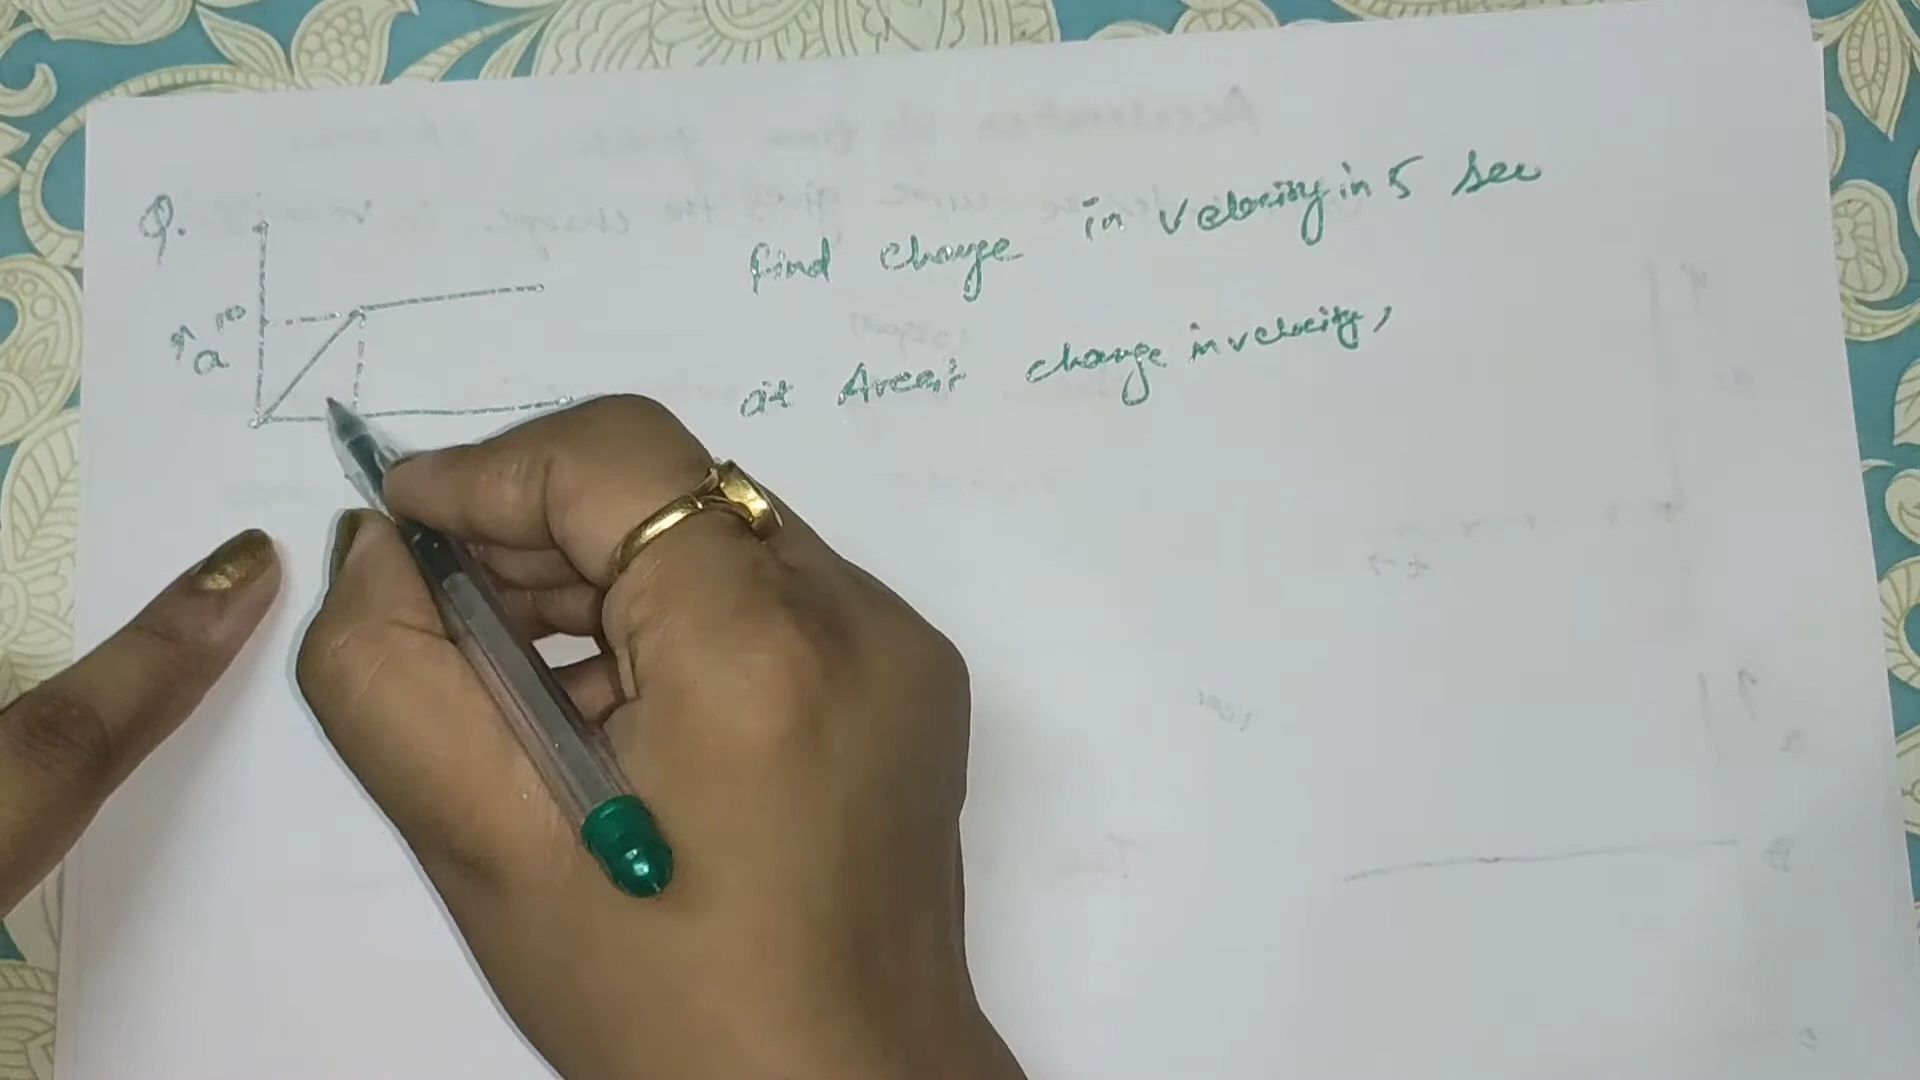 Q.
10
a
find change in velocity in 5 sec
at Area: change in velocity,